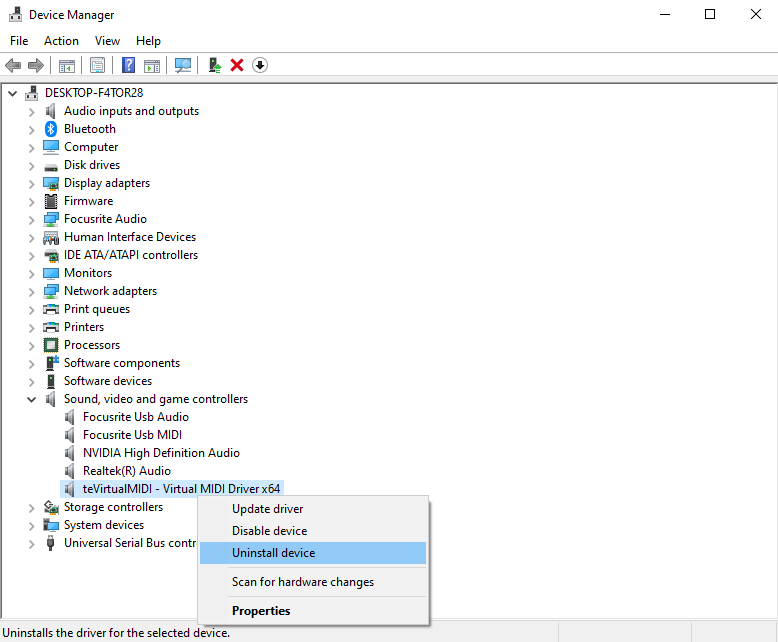 Device Manager
File Action View Help
DESKTOP-F4TOR28
Audio inputs and outputs
Bluetooth
Computer
Disk drives
Display adapters
Firmware
Focusrite Audio
Human Interface Devices
IDE ATA/ATAPI controllers
Monitors
Network adapters
Print queues
Printers
Processors
Software components
Software devices
Sound, video and game controllers
Focusrite Usb Audio
Focusrite Usb MIDI
NVIDIA High Definition Audio
Realtek(R) Audio
teVirtualMIDI - Virtual MIDI Driver x64
Storage controllers
System devices
Universal Serial Bus contr
Update driver
Disable device
Uninstall device
Scan for hardware changes
Properties
Uninstalls the driver for the selected device.